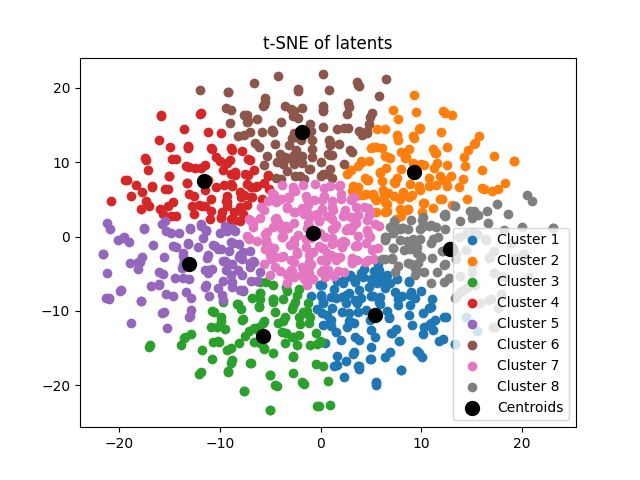 t-SNE of latents
20
10
0
−10
−20
−20 −10 0 10 20
Cluster 1
Cluster 2
Cluster 3
Cluster 4
Cluster 5
Cluster 6
Cluster 7
Cluster 8
Centroids